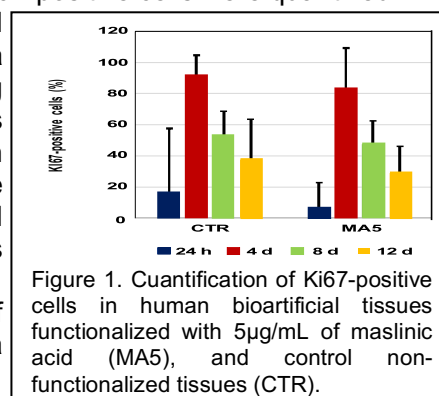 120
100
80
60
40
20
0
KI67-positive cells (%)
CTR MA5
24 h 4 d 8 d 12 d
Figure 1. Cuantification of Ki67-positive
cells in human bioartificial tissues
functionalized with 5µg/mL of maslinic
acid (MA5), and control non-
functionalized tissues (CTR).